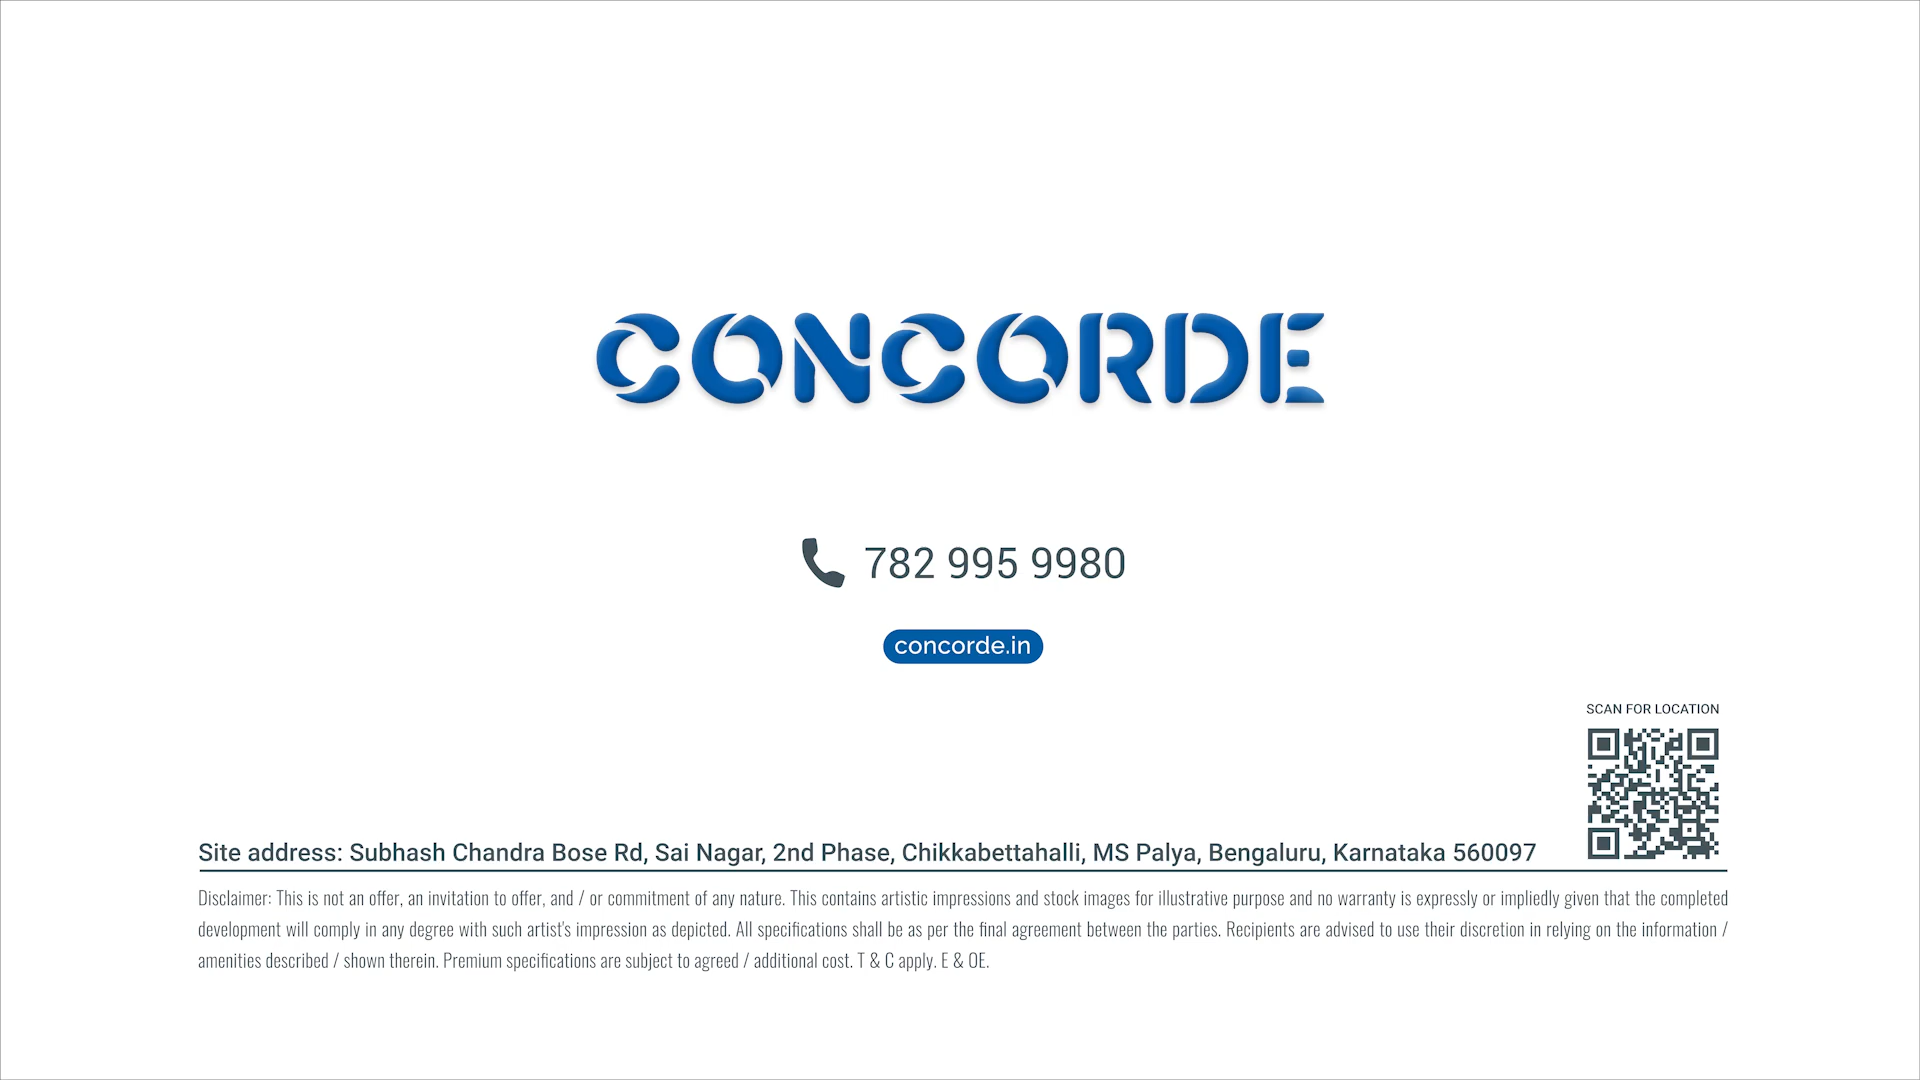 CONCORDE
782 995 9980
concorde.in
SCAN FOR LOCATION
Site address: Subhash Chandra Bose Rd, Sai Nagar, 2nd Phase, Chikkabettahalli, MS Palya, Bengaluru, Karnataka 560097
Disclaimer: This is not an offer, an invitation to offer, and / or commitment of any nature. This contains artistic impressions and stock images for illustrative purpose and no warranty is expressly or impliedly given that the completed
development will comply in any degree with such artist's impression as depicted. All specifications shall be as per the final agreement between the parties. Recipients are advised to use their discretion in relying on the information /
amenities described / shown therein. Premium specifications are subject to agreed / additional cost. T & C apply. E & OE.